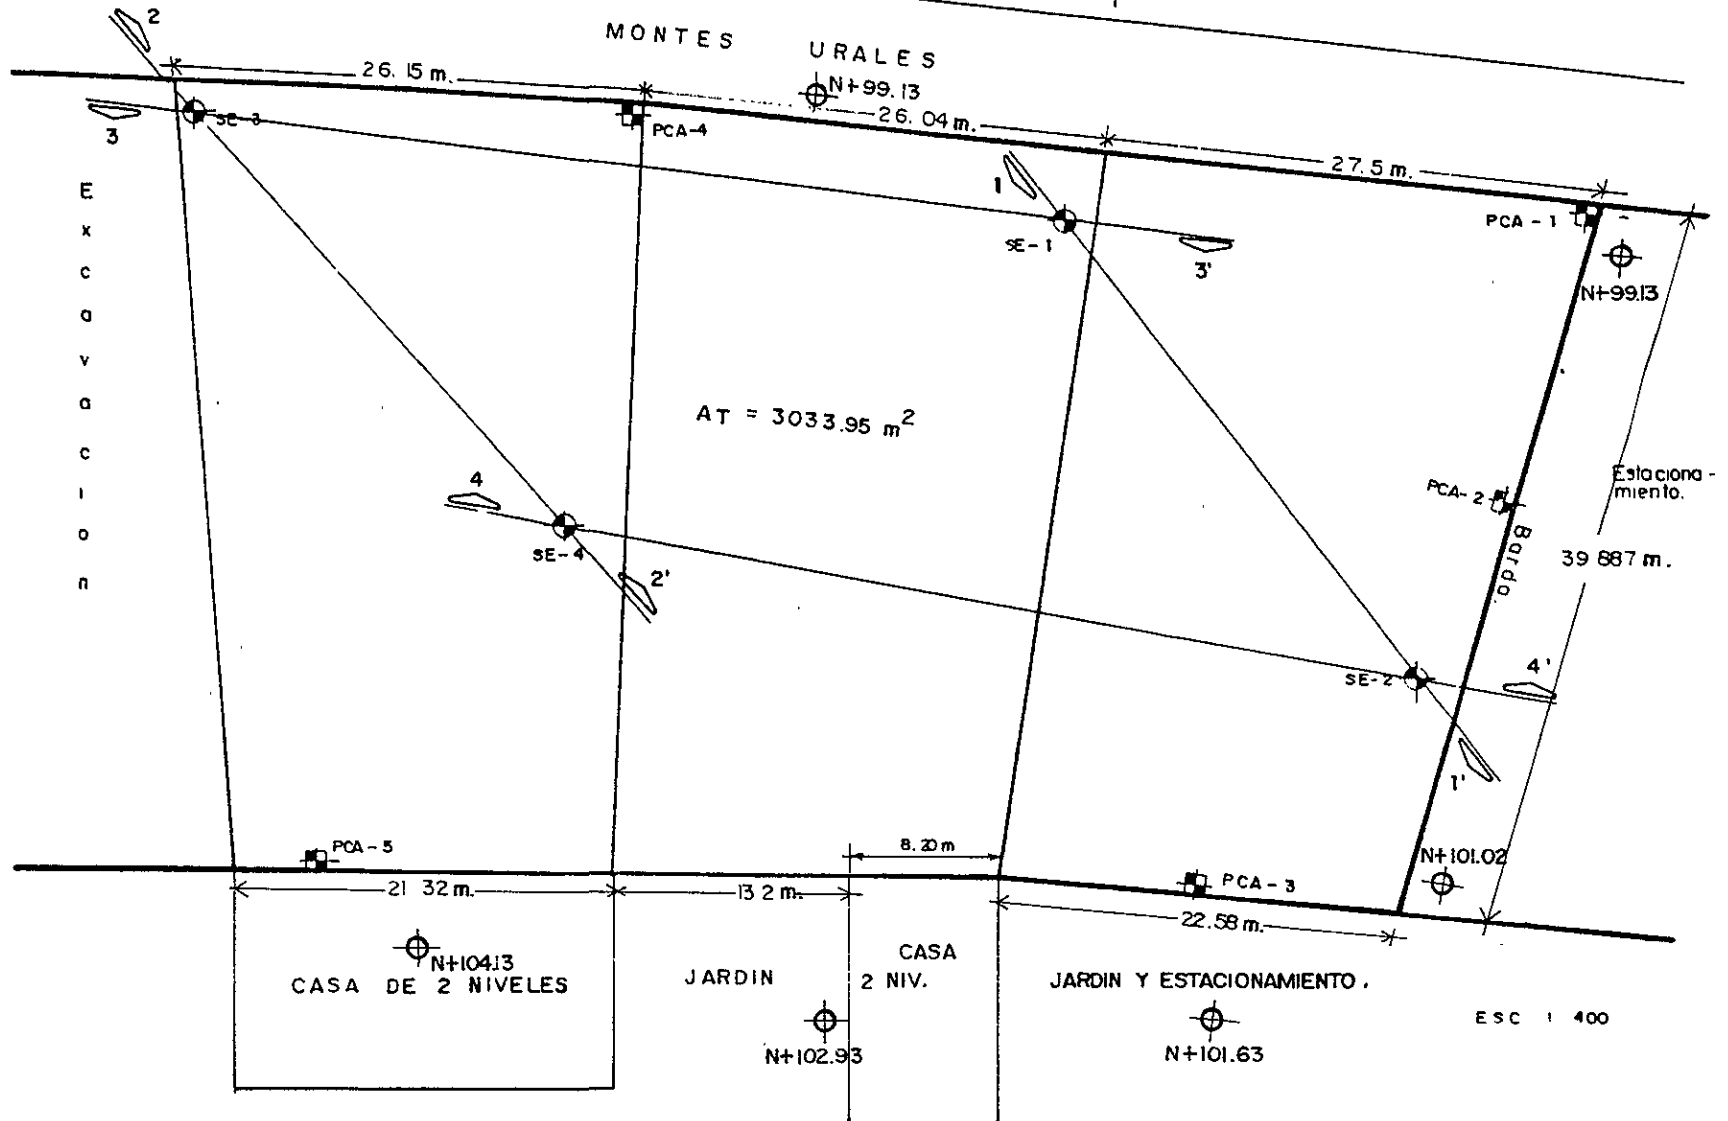 2
MONTES URALES
26.15 m.
N+99.13
26.04 m.
3
SE-3
PCA-4
27.5 m.
1
PCA-1
SE-1
3'
N+99.13
Excavacion
AT = 3033.95 m²
4
PCA-2
Estaciona-
miento.
SE-4
2'
Barda.
39 887 m.
SE-2
4'
1'
PCA-5
8.20 m
N+101.02
21 32 m.
13 2 m.
PCA-3
22.58 m.
N+104.13
CASA DE 2 NIVELES
JARDIN
CASA
2 NIV.
JARDIN Y ESTACIONAMIENTO.
ESC 1 400
N+102.93
N+101.63